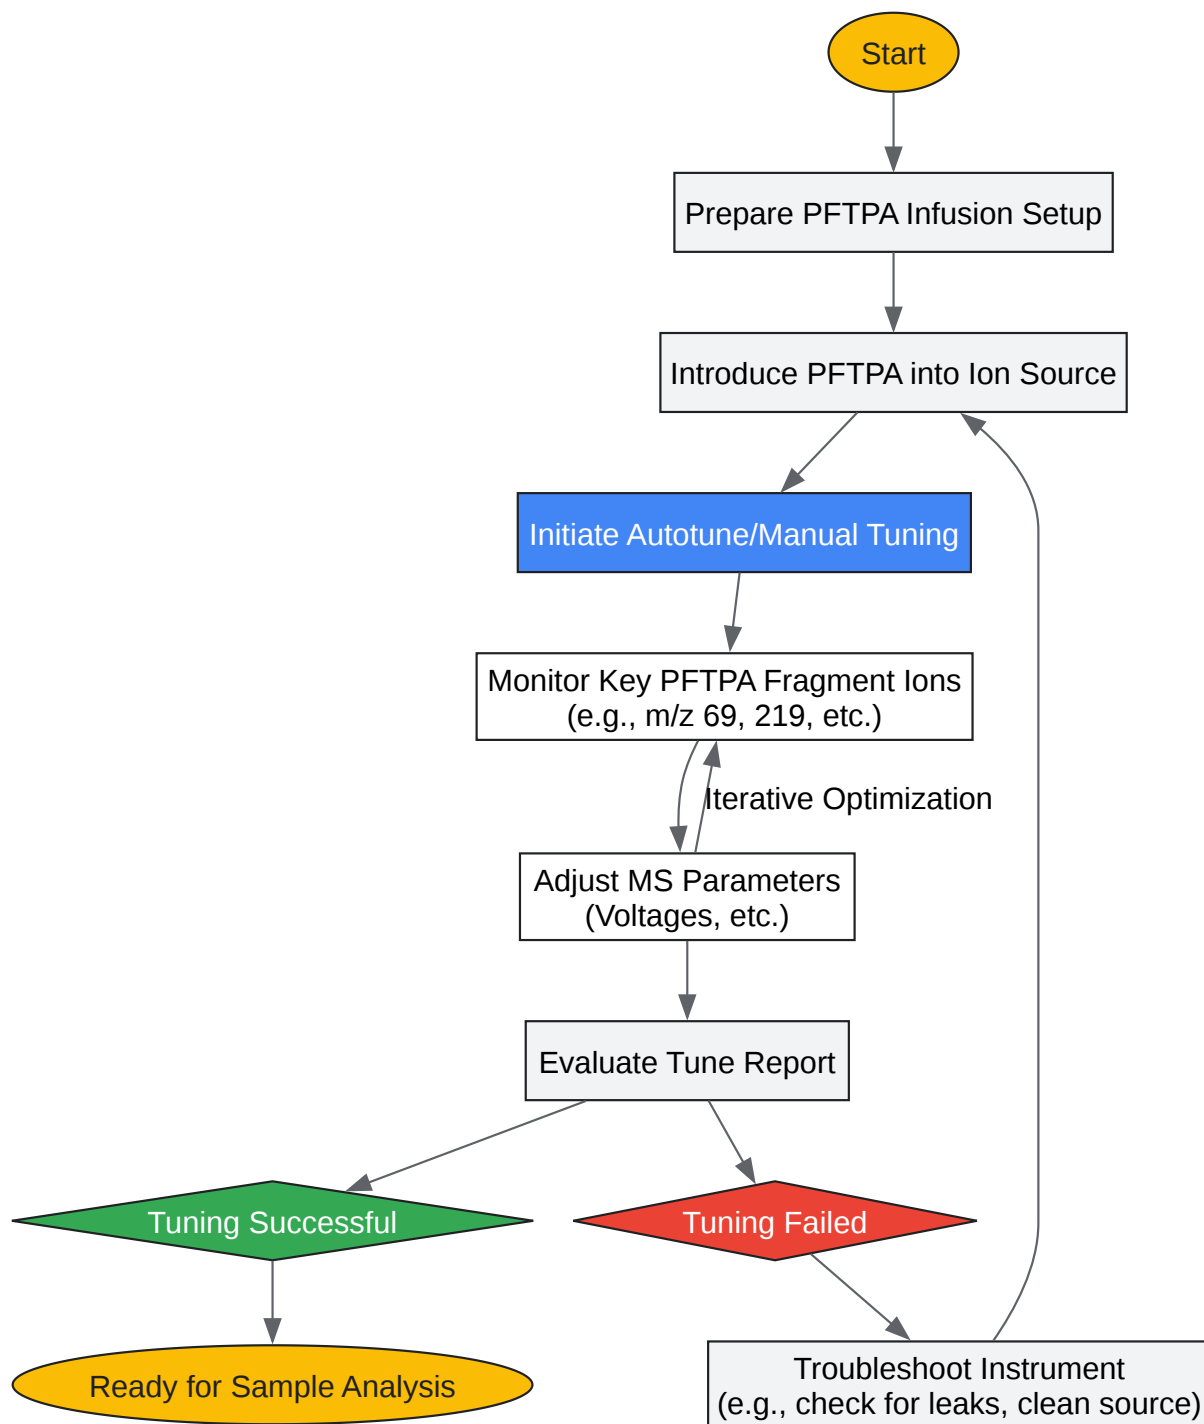 Start
Prepare PFTPA Infusion Setup
Introduce PFTPA into Ion Source
Initiate Autotune/Manual Tuning
Monitor Key PFTPA Fragment Ions
(e.g., m/z 69, 219, etc.)
Iterative Optimization
Adjust MS Parameters
(Voltages, etc.)
Evaluate Tune Report
Tuning Successful
Tuning Failed
Ready for Sample Analysis
Troubleshoot Instrument
(e.g., check for leaks, clean source)